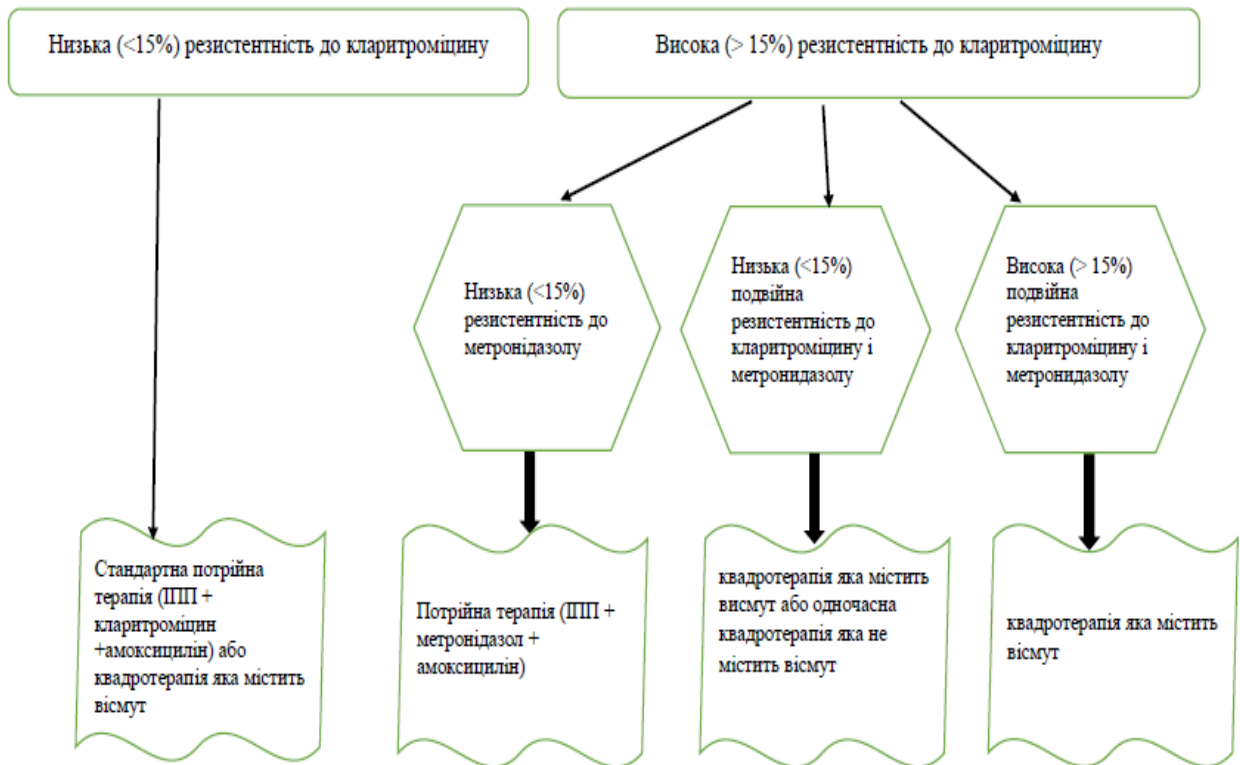 Низька (<15%) резистентність до кларитроміцину
Висока (> 15%) резистентність до кларитроміцину
Низька (<15%)
резистентність до
метронідазолу
Низька (<15%)
подвійна
резистентність до
кларитроміцину і
метронидазолу
Висока (> 15%)
подвійна
резистентність до
кларитроміцину і
метронидазолу
Стандартна потрійна
терапія (ІПП +
кларитроміцин
+амоксицилін) або
квадротерапія яка містить
вісмут
Потрійна терапія (ІПП +
метронідазол +
амоксицилін)
квадротерапія яка містить
висмут або одночасна
квадротерапія яка не
містить вісмут
квадротерапія яка містить
вісмут